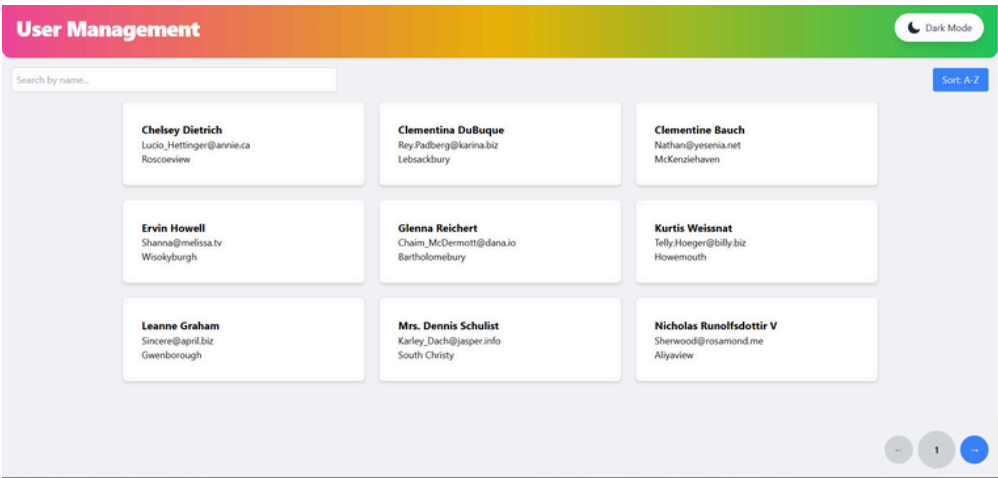 User Management
Dark Mode
Search by name...
Sort: A-Z
Chelsey Dietrich
Lucio_Hettinger@annie.ca
Roscoeview
Clementina DuBuque
Rey.Padberg@karina.biz
Lebsackbury
Clementine Bauch
Nathan@yesenia.net
McKenziehaven
Ervin Howell
Shanna@melissa.tv
Wisokyburgh
Glenna Reichert
Chaim_McDermott@dana.io
Bartholomebury
Kurtis Weissnat
Telly.Hoeger@billy.biz
Howemouth
Leanne Graham
Sincere@april.biz
Gwenborough
Mrs. Dennis Schulist
Karley_Dach@jasper.info
South Christy
Nicholas Runolfsdottir V
Sherwood@rosamond.me
Aliyaview
← 1 →